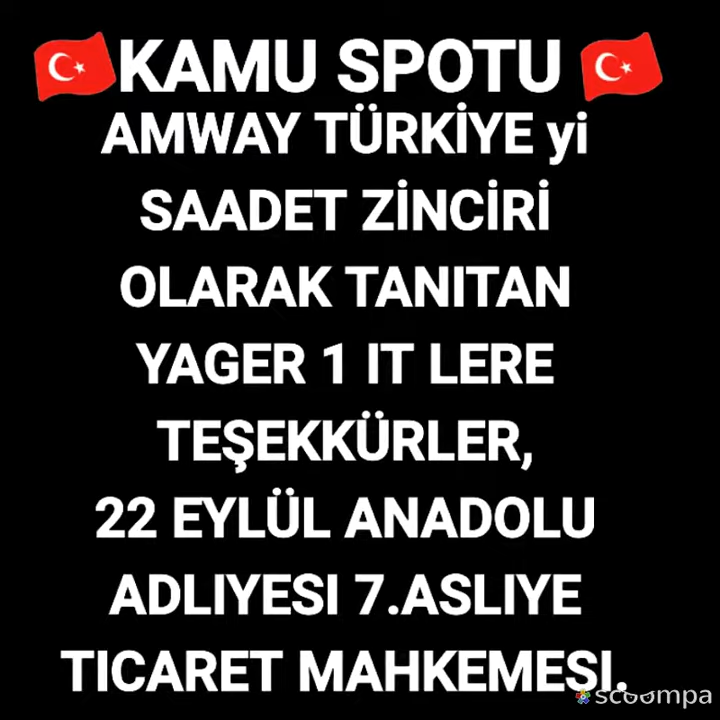 🇹🇷KAMU SPOTU🇹🇷
AMWAY TÜRKİYE yi
SAADET ZİNCİRİ
OLARAK TANITAN
YAGER 1 IT LERE
TEŞEKKÜRLER,
22 EYLÜL ANADOLU
ADLIYESI 7.ASLIYE
TICARET MAHKEMESI.
scoompa